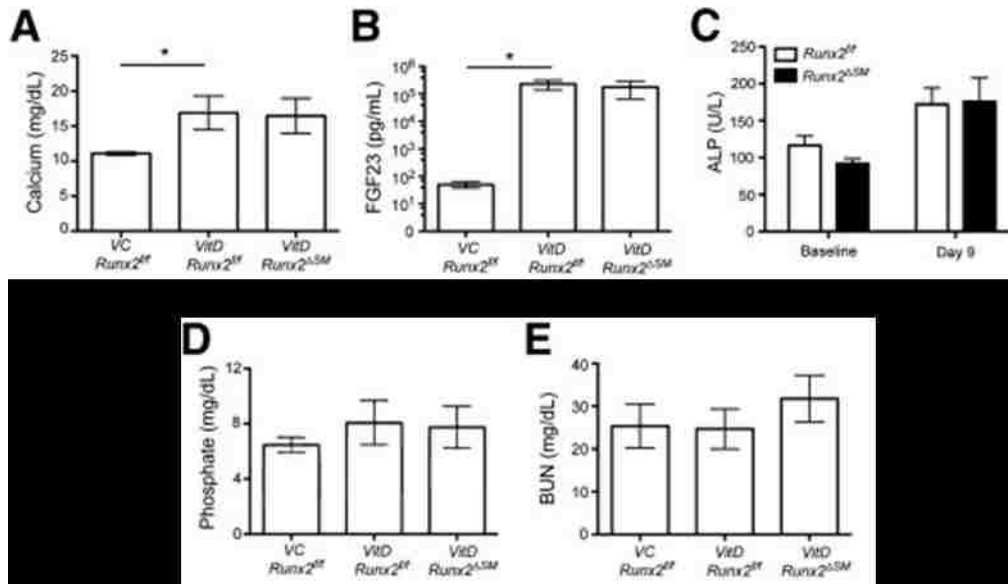 A
Calcium (mg/dL)
25
20
15
10
5
0
*
VC
Runx2f/f
VitD
Runx2f/f
VitD
Runx2ΔSM
B
FGF23 (pg/mL)
10⁶
10⁵
10⁴
10³
10²
10¹
*
VC
Runx2f/f
VitD
Runx2f/f
VitD
Runx2ΔSM
C
ALP (U/L)
250
200
150
100
50
0
Runx2f/f
Runx2ΔSM
Baseline
Day 9
D
Phosphate (mg/dL)
12
8
4
0
VC
Runx2f/f
VitD
Runx2f/f
VitD
Runx2ΔSM
E
BUN (mg/dL)
40
30
20
10
0
VC
Runx2f/f
VitD
Runx2f/f
VitD
Runx2ΔSM